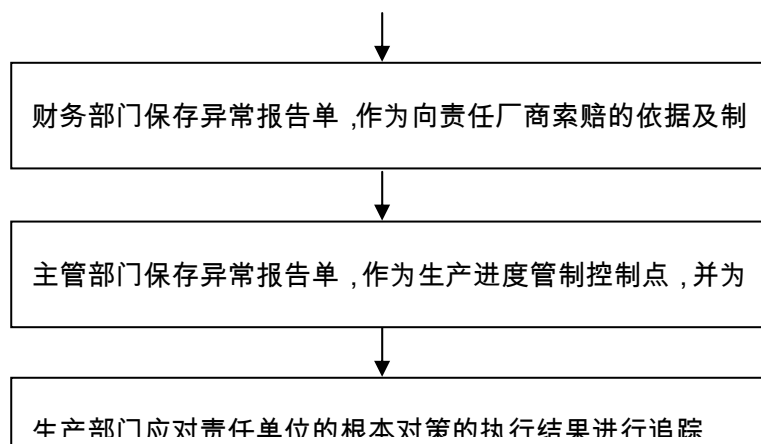 财务部门保存异常报告单,作为向责任厂商索赔的依据及制
主管部门保存异常报告单,作为生产进度管制控制点,并为
生产部门应对责任单位的根本对策的执行结果进行追踪